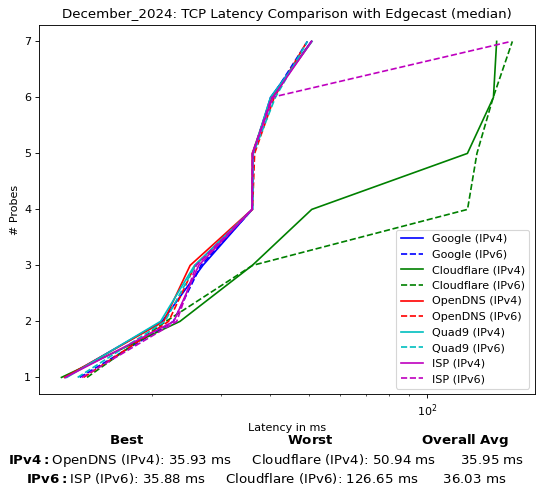 December_2024: TCP Latency Comparison with Edgecast (median)
7
6
5
4
3
2
1
# Probes
Google (IPv4)
Google (IPv6)
Cloudflare (IPv4)
Cloudflare (IPv6)
OpenDNS (IPv4)
OpenDNS (IPv6)
Quad9 (IPv4)
Quad9 (IPv6)
ISP (IPv4)
ISP (IPv6)
10²
Latency in ms
Best Worst Overall Avg
IPv4: OpenDNS (IPv4): 35.93 ms Cloudflare (IPv4): 50.94 ms 35.95 ms
IPv6: ISP (IPv6): 35.88 ms Cloudflare (IPv6): 126.65 ms 36.03 ms